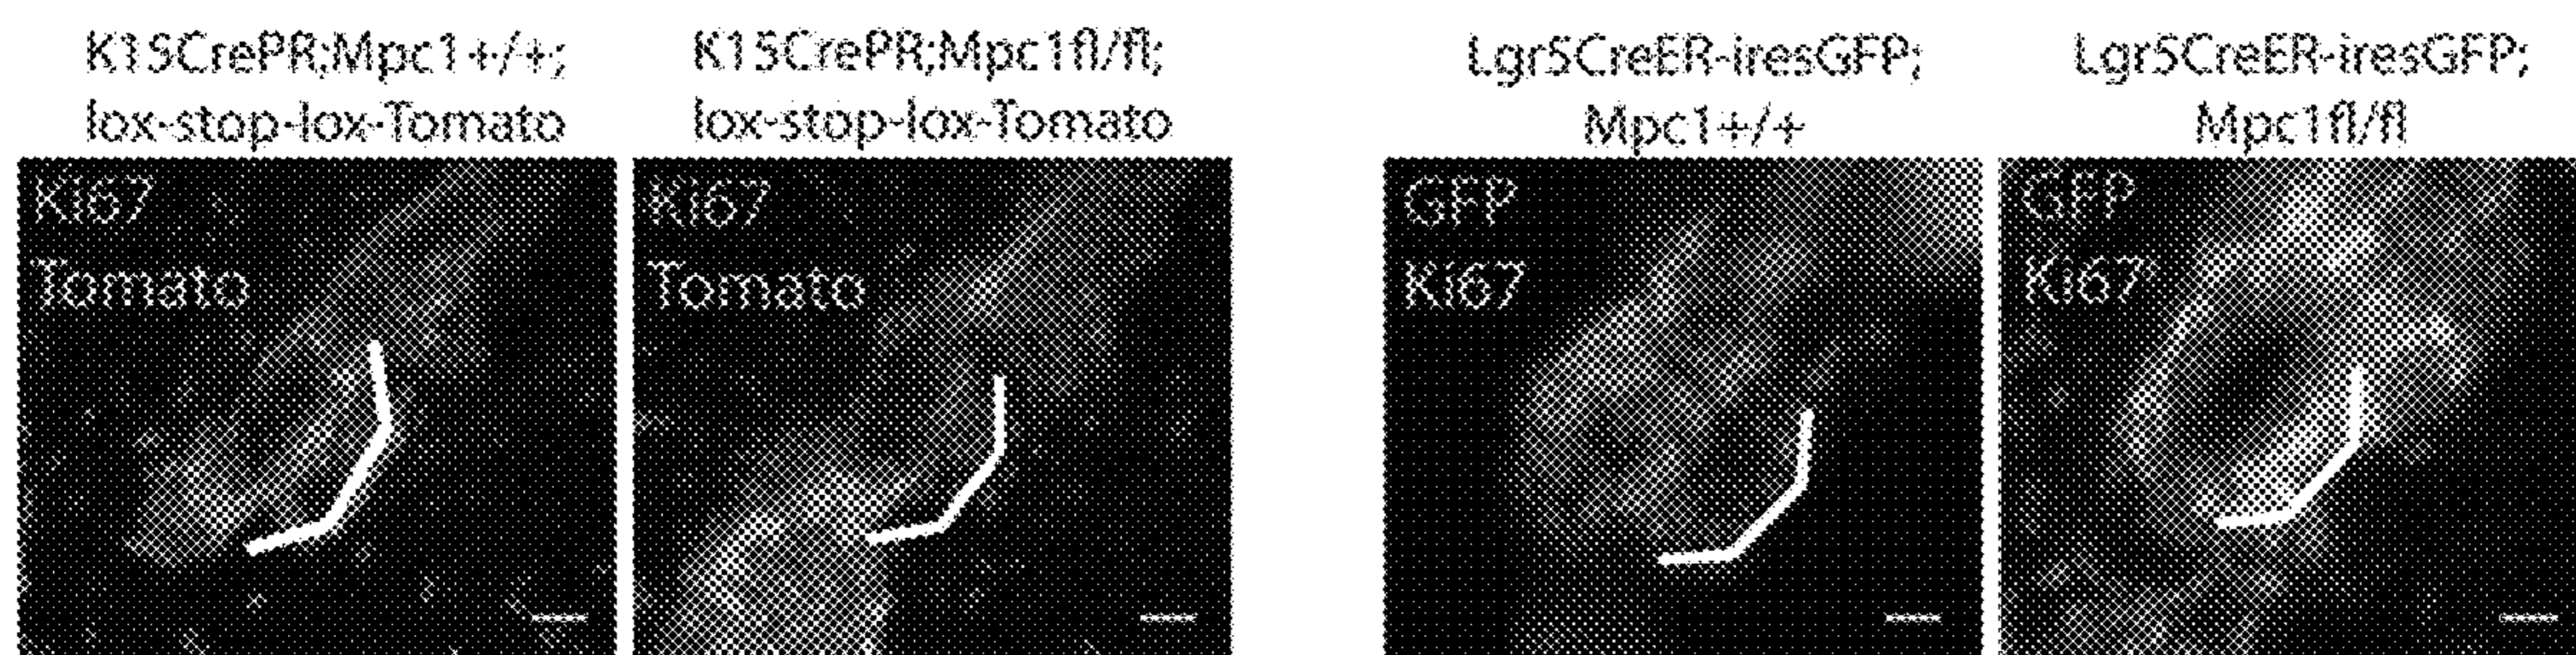 K15CrePR;Mpc1+/+;
lox-stop-lox-Tomato
K15CrePR;Mpc1fl/fl;
lox-stop-lox-Tomato
Lgr5CreER-iresGFP;
Mpc1+/+
Lgr5CreER-iresGFP;
Mpc1fl/fl
Ki67
Tomato
Ki67
Tomato
GFP
Ki67
GFP
Ki67